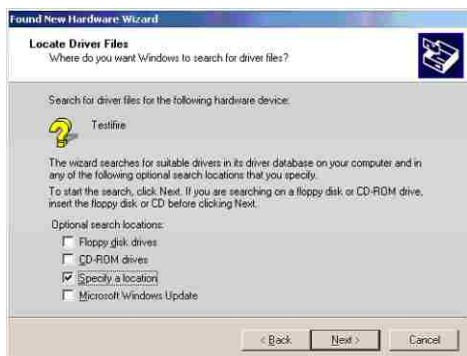 Found New Hardware Wizard
Locate Driver Files
Where do you want Windows to search for driver files?
Search for driver files for the following hardware device:
Testifire
The wizard searches for suitable drivers in its driver database on your computer and in
any of the following optional search locations that you specify.
To start the search, click Next. If you are searching on a floppy disk or CD-ROM drive,
insert the floppy disk or CD before clicking Next.
Optional search locations:
Floppy disk drives
CD-ROM drives
Specify a location
Microsoft Windows Update
< Back
Next >
Cancel